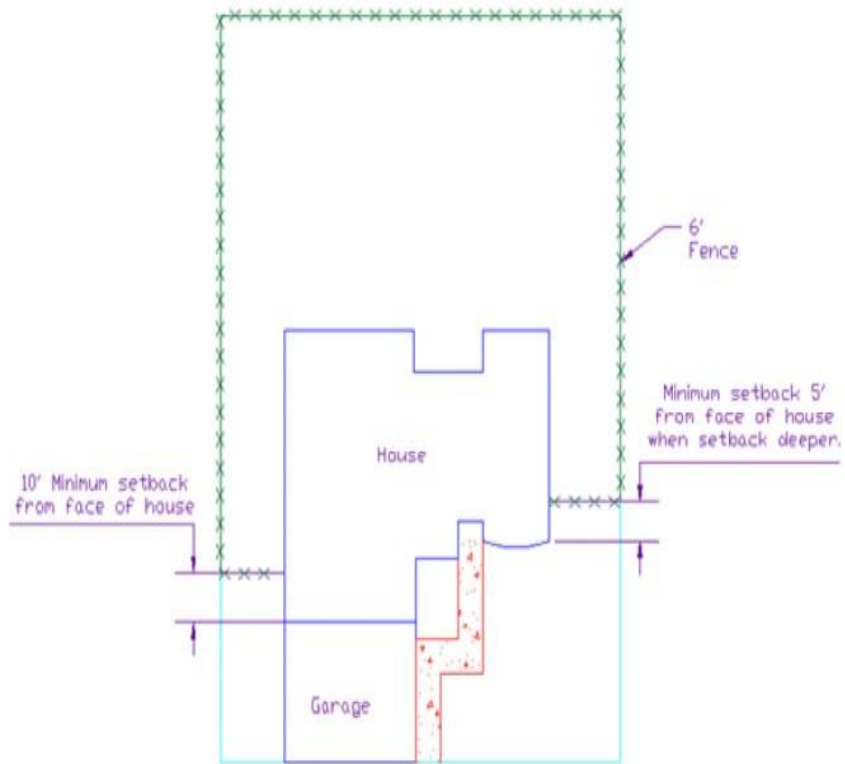 6'
Fence
Minimum setback 5'
from face of house
when setback deeper.
House
10' Minimum setback
from face of house
Garage